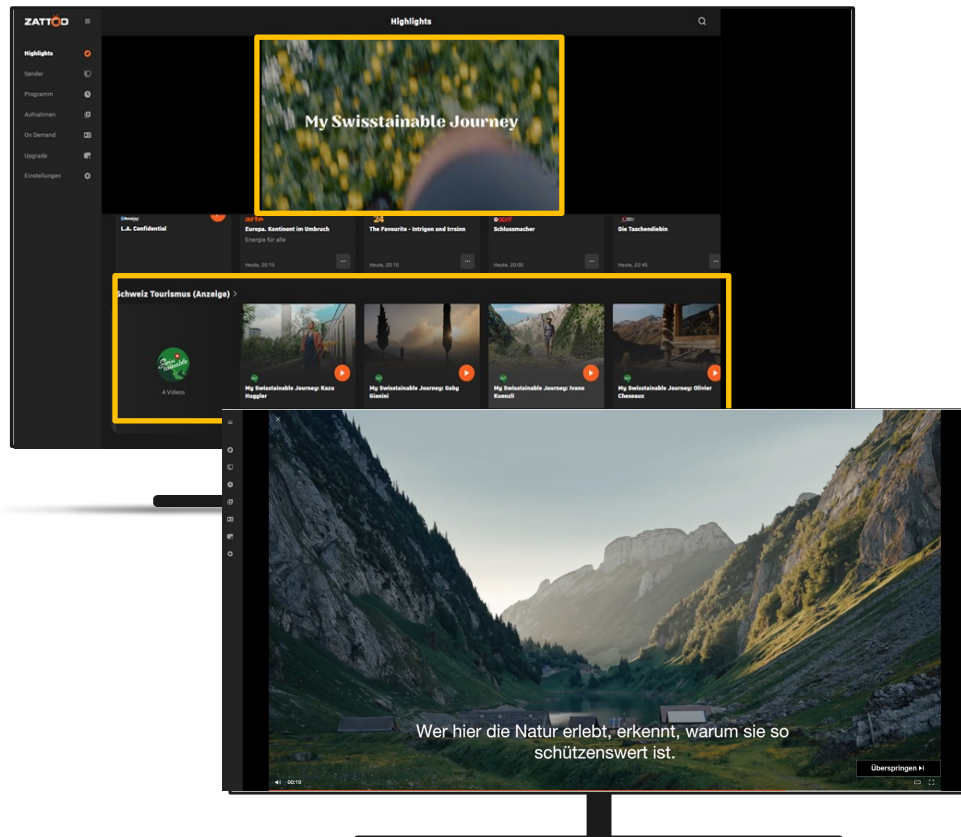 ZATTOO
Highlights
Highlights
Sender
Programm
Aufnahmen
On Demand
Upgrade
Einstellungen
My Swisstainable Journey
arte
24
L.A. Confidential
Europa. Kontinent im Umbruch
Energie für alle
The Favourite - Intrigen und Irrsinn
Schlussmacher
Die Taschendiebin
Heute, 20:15
Heute, 20:15
Heute, 20:00
Heute, 22:45
Schweiz Tourismus (Anzeige) >
Swisstainable
4 Videos
My Swisstainable Journey: Kazu
Huggler
My Swisstainable Journey: Gaby
Gianini
My Swisstainable Journey: Ivana
Kuenzli
My Swisstainable Journey: Olivier
Cheseaux
Wer hier die Natur erlebt, erkennt, warum sie so
schützenswert ist.
Überspringen
00:19